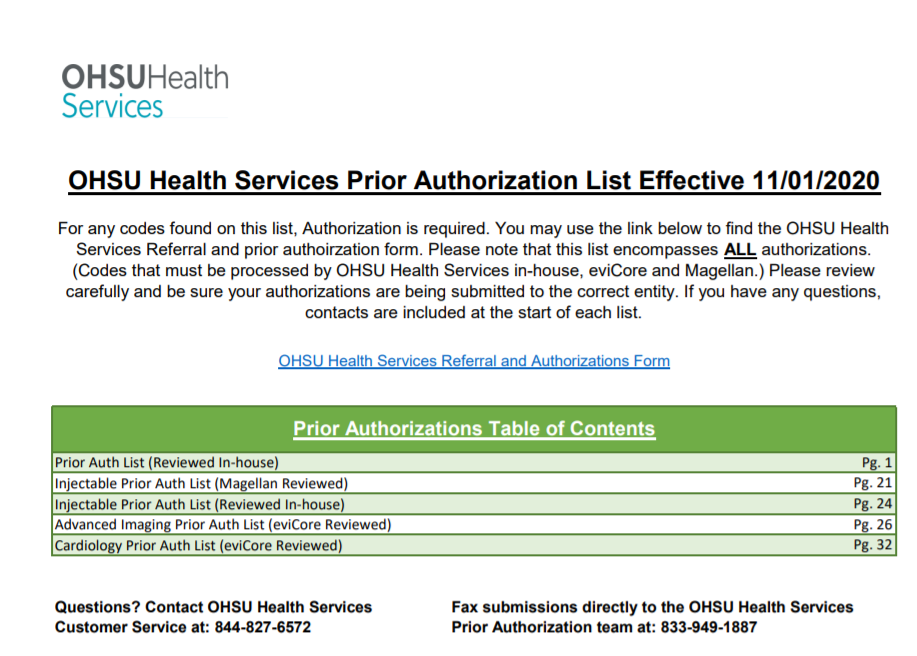 OHSUHealth
Services
OHSU Health Services Prior Authorization List Effective 11/01/2020
For any codes found on this list, Authorization is required. You may use the link below to find the OHSU Health
Services Referral and prior authoirzation form. Please note that this list encompasses ALL authorizations.
(Codes that must be processed by OHSU Health Services in-house, eviCore and Magellan.) Please review
carefully and be sure your authorizations are being submitted to the correct entity. If you have any questions,
contacts are included at the start of each list.
OHSU Health Services Referral and Authorizations Form
Prior Authorizations Table of Contents
Prior Auth List (Reviewed In-house) Pg. 1
Injectable Prior Auth List (Magellan Reviewed) Pg. 21
Injectable Prior Auth List (Reviewed In-house) Pg. 24
Advanced Imaging Prior Auth List (eviCore Reviewed) Pg. 26
Cardiology Prior Auth List (eviCore Reviewed) Pg. 32
Questions? Contact OHSU Health Services
Customer Service at: 844-827-6572
Fax submissions directly to the OHSU Health Services
Prior Authorization team at: 833-949-1887